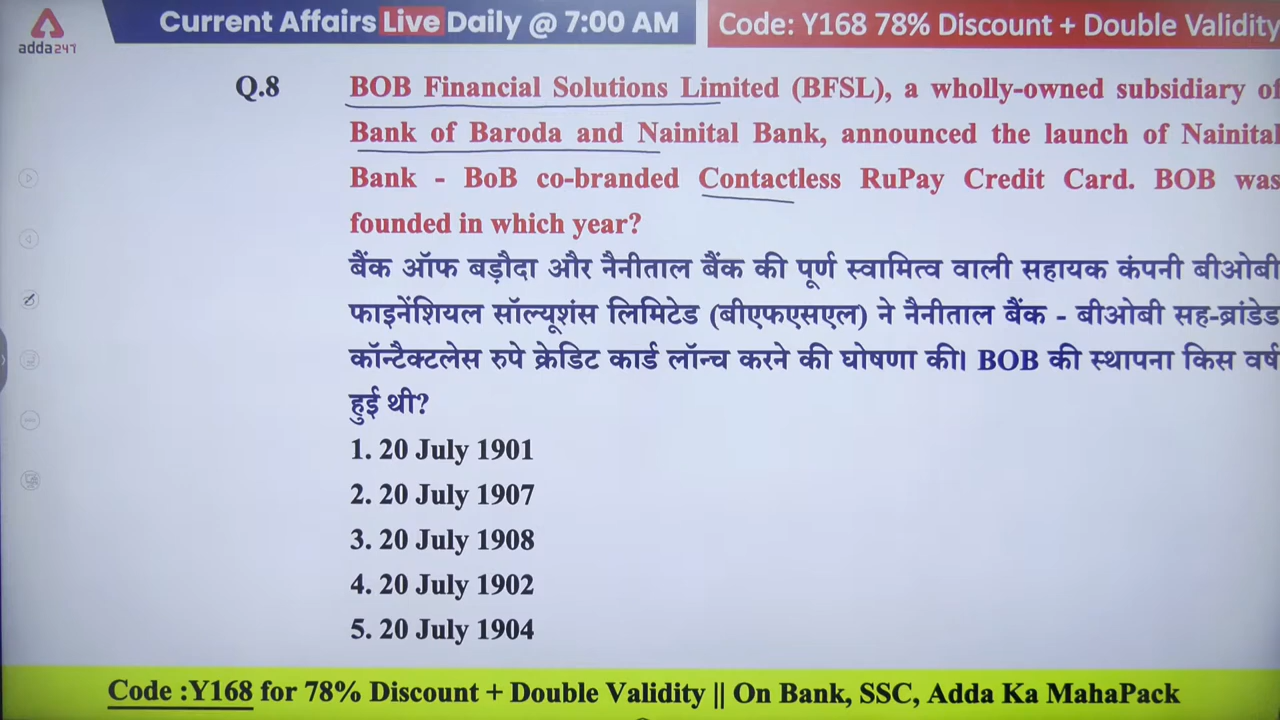 Current Affairs Live Daily @ 7:00 AM
Code: Y168 78% Discount + Double Validity
adda247
Q.8
BOB Financial Solutions Limited (BFSL), a wholly-owned subsidiary of
Bank of Baroda and Nainital Bank, announced the launch of Nainital
Bank - BoB co-branded Contactless RuPay Credit Card. BOB was
founded in which year?
बैंक ऑफ बड़ौदा और नैनीताल बैंक की पूर्ण स्वामित्व वाली सहायक कंपनी बीओबी
फाइनेंशियल सॉल्यूशंस लिमिटेड (बीएफएसएल) ने नैनीताल बैंक - बीओबी सह-ब्रांडेड
कॉन्टैक्टलेस रुपे क्रेडिट कार्ड लॉन्च करने की घोषणा की। BOB की स्थापना किस वर्ष
हुई थी?
1. 20 July 1901
2. 20 July 1907
3. 20 July 1908
4. 20 July 1902
5. 20 July 1904
Code :Y168 for 78% Discount + Double Validity || On Bank, SSC, Adda Ka MahaPack